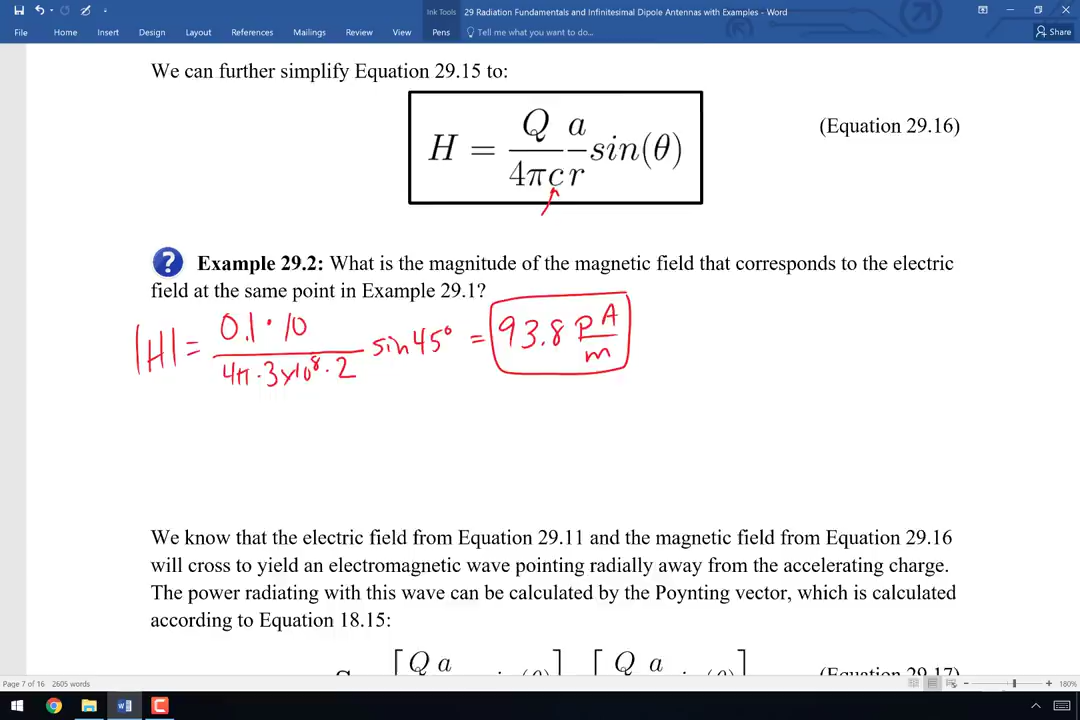 Ink Tools
29 Radiation Fundamentals and Infinitesimal Dipole Antennas with Examples - Word
File Home Insert Design Layout References Mailings Review View Pens Tell me what you want to do... Share
We can further simplify Equation 29.15 to:
H = Q/4πc a/r sin(θ) (Equation 29.16)
Example 29.2: What is the magnitude of the magnetic field that corresponds to the electric
field at the same point in Example 29.1?
|H| = 0.1 · 10 / 4π · 3x10⁸ · 2 sin 45° = 93.8 p A/m
We know that the electric field from Equation 29.11 and the magnetic field from Equation 29.16
will cross to yield an electromagnetic wave pointing radially away from the accelerating charge.
The power radiating with this wave can be calculated by the Poynting vector, which is calculated
according to Equation 18.15:
[Q a ] [Q a ] (Equation 29.17)
Page 7 of 16 2605 words 180%